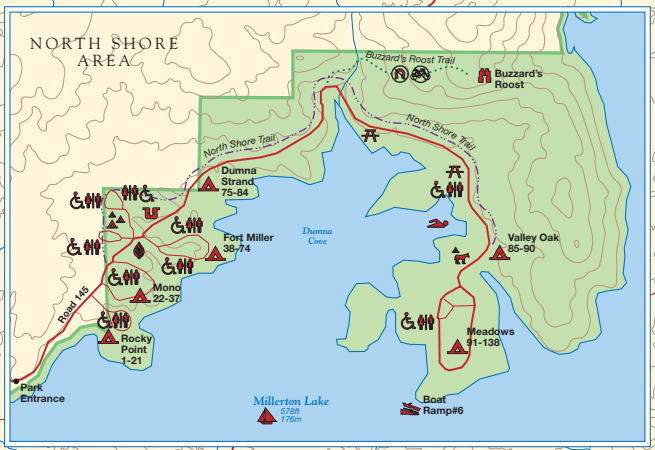 NORTH SHORE
AREA
Buzzard's Roost Trail
Buzzard's
Roost
North Shore Trail
North Shore Trail
Dumna
Strand
75-84
Dumna
Cove
Fort Miller
38-74
Valley Oak
85-90
Mono
22-37
Road 145
Rocky
Point
1-21
Meadows
91-138
Park
Entrance
Millerton Lake
578ft
176m
Boat
Ramp#6